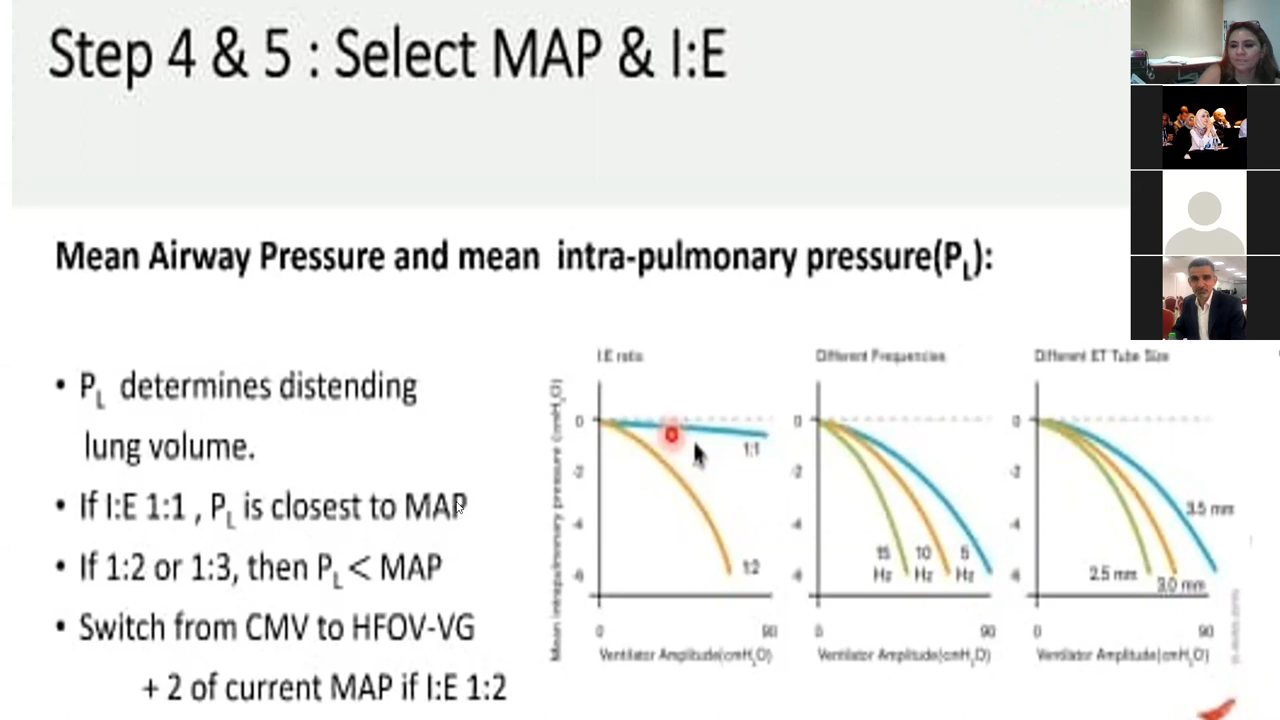 Step 4 & 5 : Select MAP & I:E
Mean Airway Pressure and mean intra-pulmonary pressure(PL):
• PL determines distending
lung volume.
• If I:E 1:1 , PL is closest to MAP
• If 1:2 or 1:3, then PL < MAP
• Switch from CMV to HFOV-VG
+ 2 of current MAP if I:E 1:2
I:E ratio
Mean intrapulmonary pressure (cmH2O)
0
-2
-4
-6
1:1
1:2
0
90
Ventilator Amplitude(cmH2O)
Different Frequencies
0
-2
-4
-6
15 Hz
10 Hz
5 Hz
0
90
Ventilator Amplitude(cmH2O)
Different ET Tube Size
0
-2
-4
-6
3.5 mm
2.5 mm
3.0 mm
0
90
Ventilator Amplitude(cmH2O)